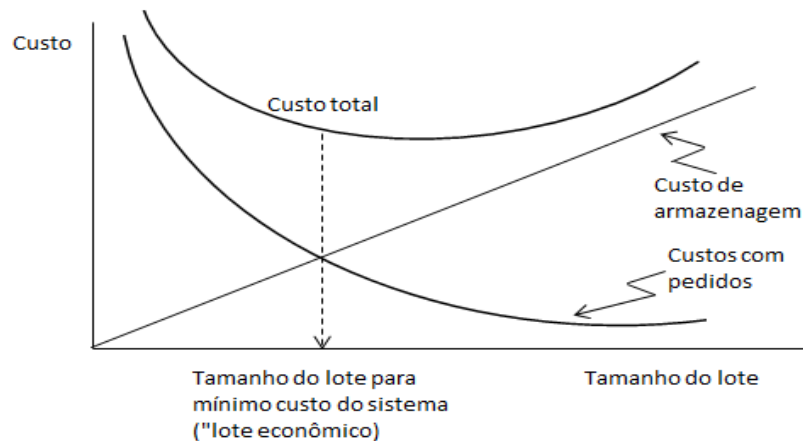 Custo
Custo total
Custo de
armazenagem
Custos com
pedidos
Tamanho do lote para
mínimo custo do sistema
("lote econômico)
Tamanho do lote